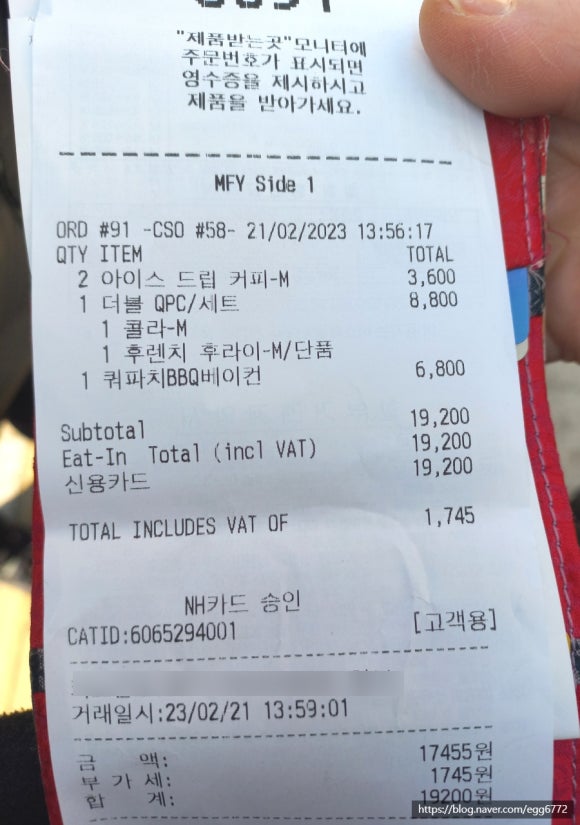 "제품받는곳"모니터에
주문번호가 표시되면
영수증을 제시하시고
제품을 받아가세요.
MFY Side 1
ORD #91 -CSO #58- 21/02/2023 13:56:17
QTY ITEM TOTAL
2 아이스 드립 커피-M 3,600
1 더블 QPC/세트 8,800
1 콜라-M
1 후렌치 후라이-M/단품
1 쿼파치BBQ베이컨 6,800
Subtotal 19,200
Eat-In Total (incl VAT) 19,200
신용카드 19,200
TOTAL INCLUDES VAT OF 1,745
NH카드 승인
CATID:6065294001 [고객용]
거래일시:23/02/21 13:59:01
금 액: 17455원
부 가 세: 1745원
합 계: 19200원
https://blog.naver.com/egg6772